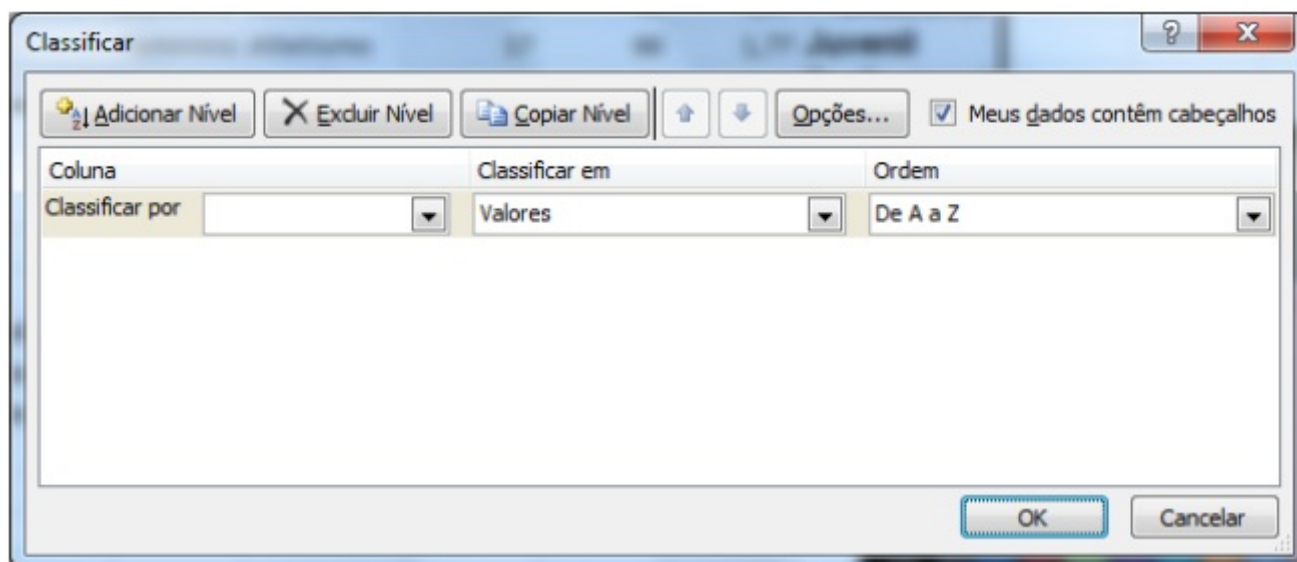 Classificar
Adicionar Nível Excluir Nível Copiar Nível Opções... Meus dados contêm cabeçalhos
Coluna Classificar em Ordem
Classificar por Valores De A a Z
OK Cancelar